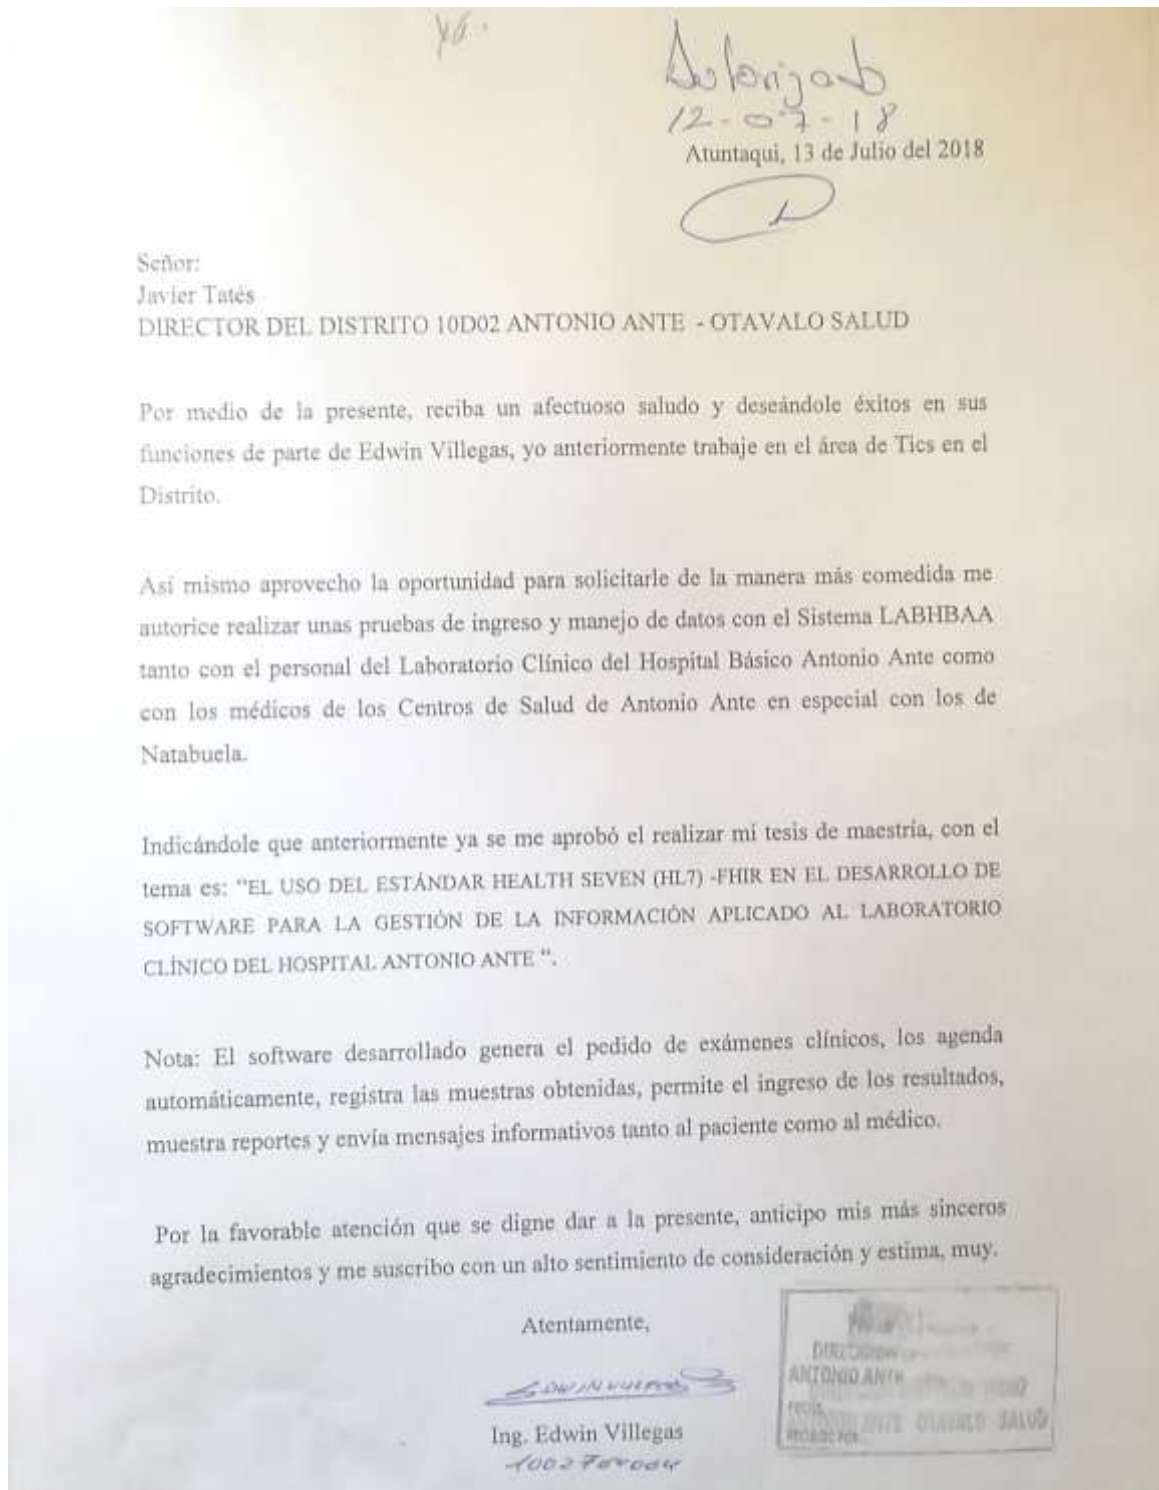 Autorizado
12-07-18
Atuntaqui, 13 de Julio del 2018
Señor:
Javier Tatés
DIRECTOR DEL DISTRITO 10D02 ANTONIO ANTE - OTAVALO SALUD
Por medio de la presente, reciba un afectuoso saludo y deseándole éxitos en sus
funciones de parte de Edwin Villegas, yo anteriormente trabaje en el área de Tics en el
Distrito.
Así mismo aprovecho la oportunidad para solicitarle de la manera más comedida me
autorice realizar unas pruebas de ingreso y manejo de datos con el Sistema LABHBAA
tanto con el personal del Laboratorio Clínico del Hospital Básico Antonio Ante como
con los médicos de los Centros de Salud de Antonio Ante en especial con los de
Natabuela.
Indicándole que anteriormente ya se me aprobó el realizar mi tesis de maestría, con el
tema es: “EL USO DEL ESTÁNDAR HEALTH SEVEN (HL7) -FHIR EN EL DESARROLLO DE
SOFTWARE PARA LA GESTIÓN DE LA INFORMACIÓN APLICADO AL LABORATORIO
CLÍNICO DEL HOSPITAL ANTONIO ANTE “.
Nota: El software desarrollado genera el pedido de exámenes clínicos, los agenda
automáticamente, registra las muestras obtenidas, permite el ingreso de los resultados,
muestra reportes y envía mensajes informativos tanto al paciente como al médico.
Por la favorable atención que se digne dar a la presente, anticipo mis más sinceros
agradecimientos y me suscribo con un alto sentimiento de consideración y estima, muy.
Atentamente,
Ing. Edwin Villegas
ANTONIO ANTE
ANTE OTAVALO SALUD